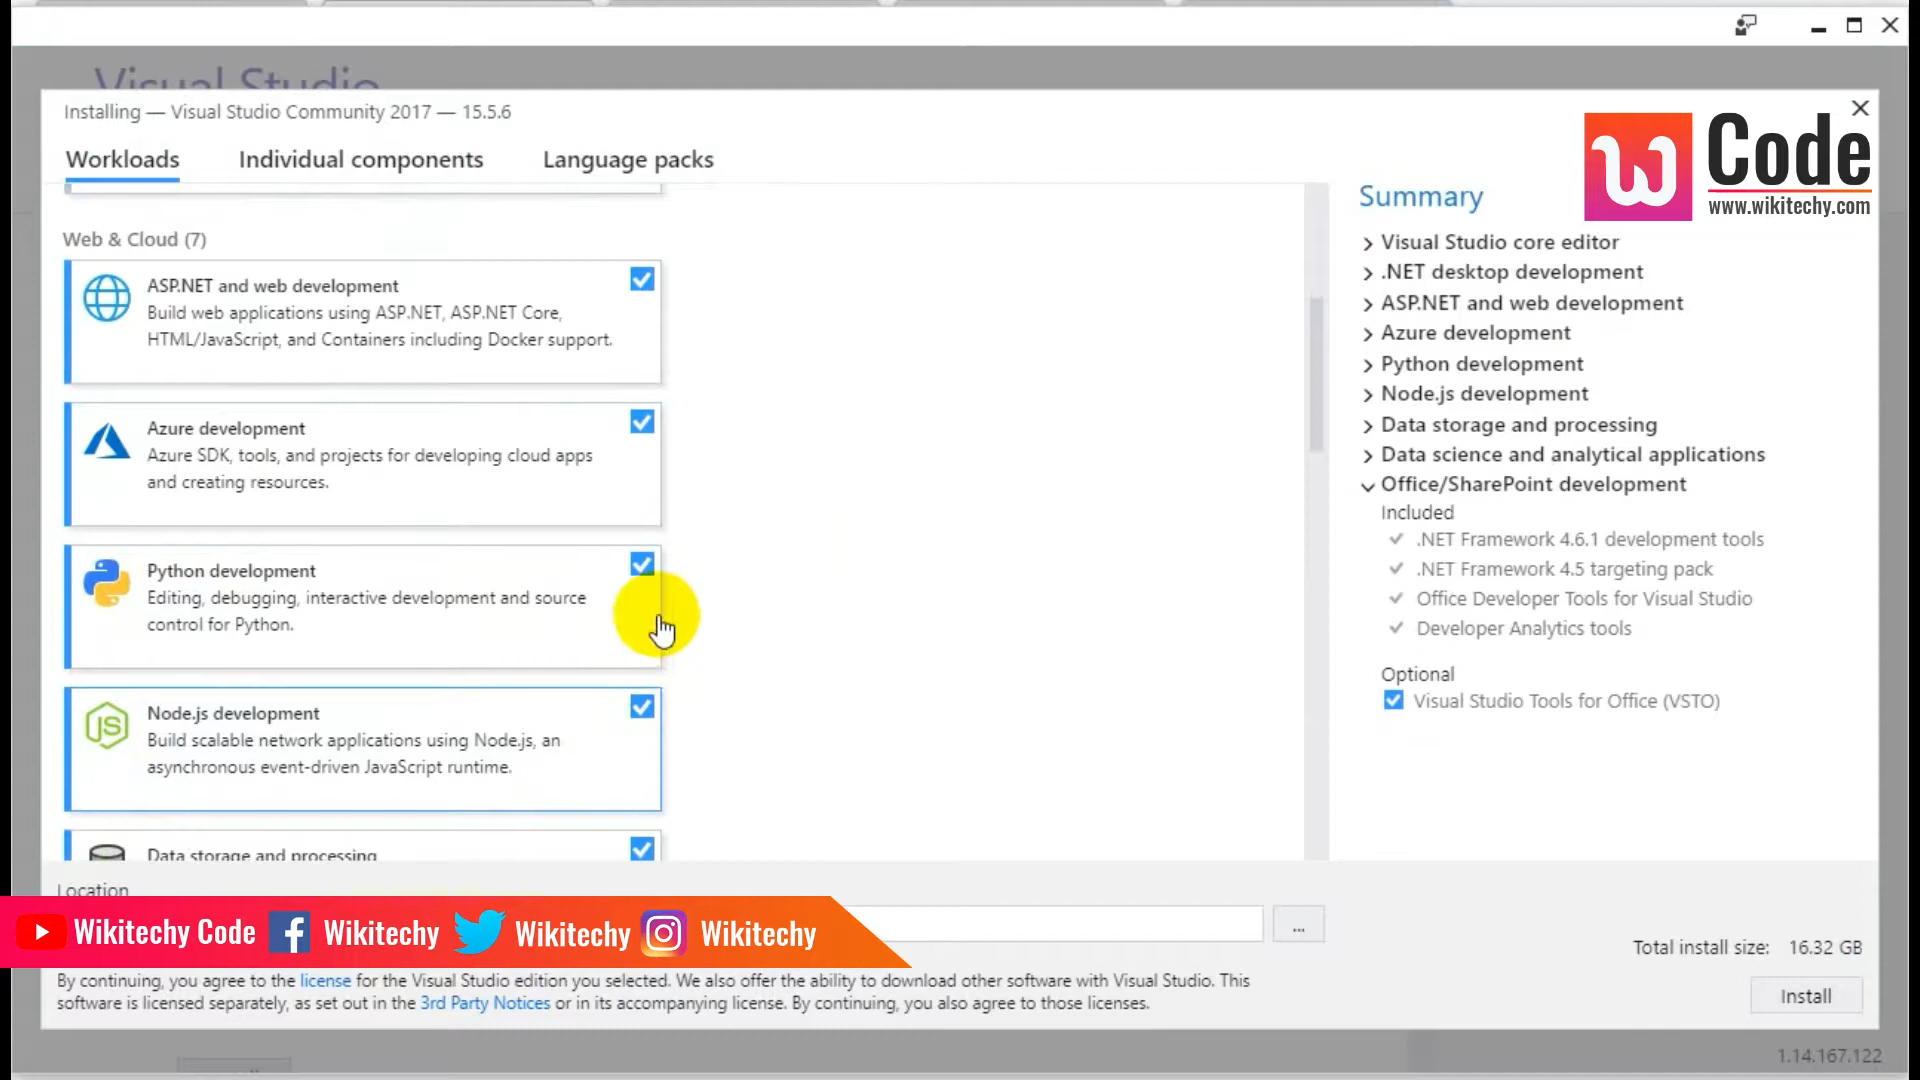 Visual Studio
Installing — Visual Studio Community 2017 — 15.5.6
Workloads
Individual components
Language packs
W
Code
www.wikitechy.com
Web & Cloud (7)
ASP.NET and web development
Build web applications using ASP.NET, ASP.NET Core,
HTML/JavaScript, and Containers including Docker support.
Azure development
Azure SDK, tools, and projects for developing cloud apps
and creating resources.
Python development
Editing, debugging, interactive development and source
control for Python.
JS
Node.js development
Build scalable network applications using Node.js, an
asynchronous event-driven JavaScript runtime.
Data storage and processing
Summary
Visual Studio core editor
.NET desktop development
ASP.NET and web development
Azure development
Python development
Node.js development
Data storage and processing
Data science and analytical applications
Office/SharePoint development
Included
.NET Framework 4.6.1 development tools
.NET Framework 4.5 targeting pack
Office Developer Tools for Visual Studio
Developer Analytics tools
Optional
Visual Studio Tools for Office (VSTO)
Location
...
Wikitechy Code
f Wikitechy
Wikitechy
Wikitechy
Total install size: 16.32 GB
By continuing, you agree to the license for the Visual Studio edition you selected. We also offer the ability to download other software with Visual Studio. This
software is licensed separately, as set out in the 3rd Party Notices or in its accompanying license. By continuing, you also agree to those licenses.
Install
1.14.167.122